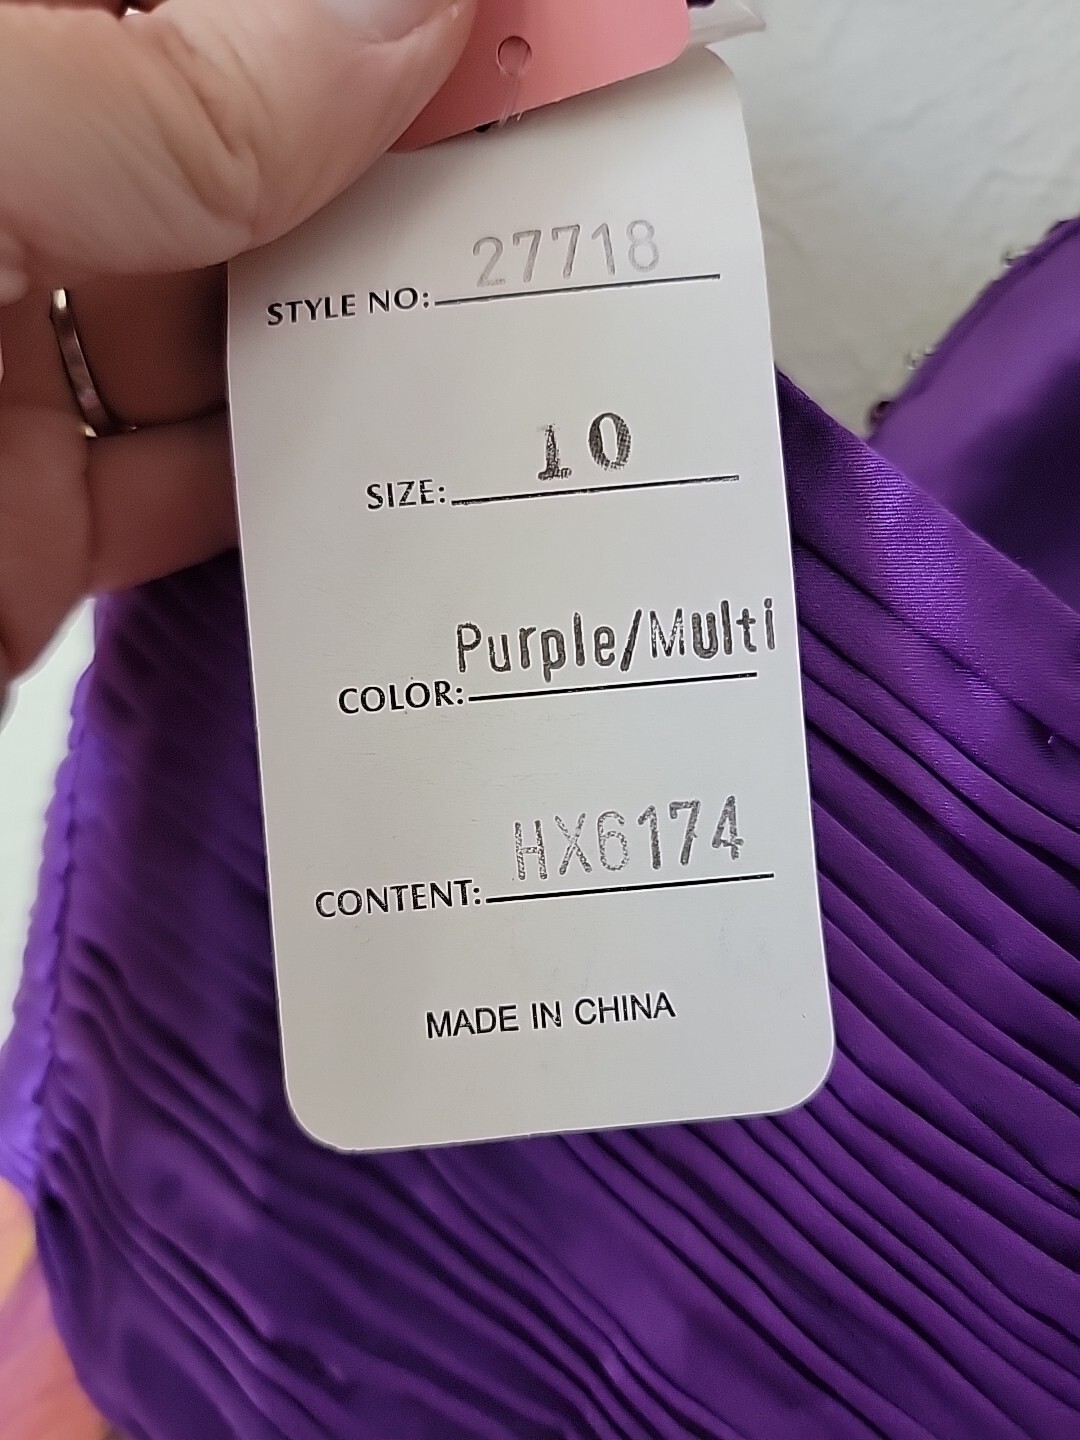 STYLE NO: 27718
SIZE: 10
COLOR: Purple/Multi
CONTENT: HX6174
MADE IN CHINA